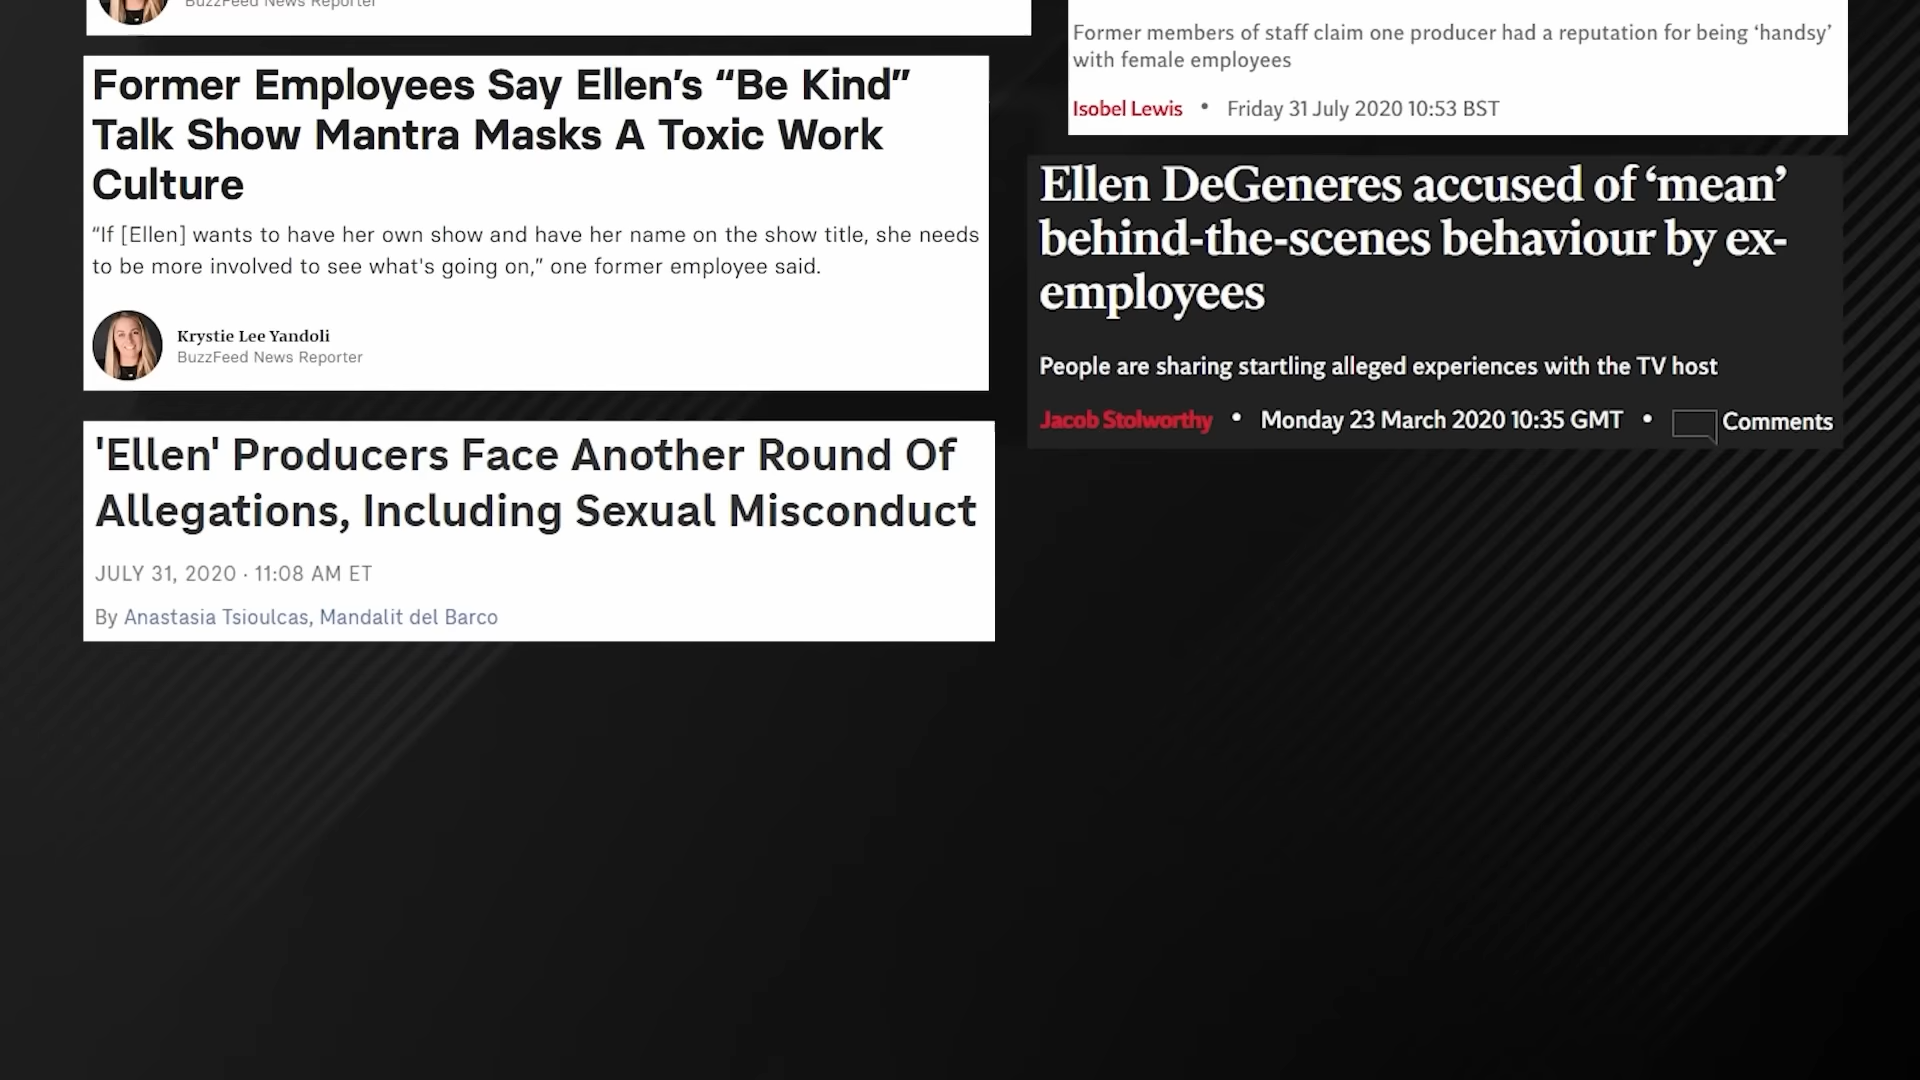 BuzzFeed News Reporter
Former Employees Say Ellen’s “Be Kind”
Talk Show Mantra Masks A Toxic Work
Culture
“If [Ellen] wants to have her own show and have her name on the show title, she needs
to be more involved to see what's going on,” one former employee said.
Krystie Lee Yandoli
BuzzFeed News Reporter
'Ellen' Producers Face Another Round Of
Allegations, Including Sexual Misconduct
JULY 31, 2020 · 11:08 AM ET
By Anastasia Tsioulcas, Mandalit del Barco
Former members of staff claim one producer had a reputation for being ‘handsy’
with female employees
Isobel Lewis • Friday 31 July 2020 10:53 BST
Ellen DeGeneres accused of ‘mean’
behind-the-scenes behaviour by ex-
employees
People are sharing startling alleged experiences with the TV host
Jacob Stolworthy • Monday 23 March 2020 10:35 GMT • Comments